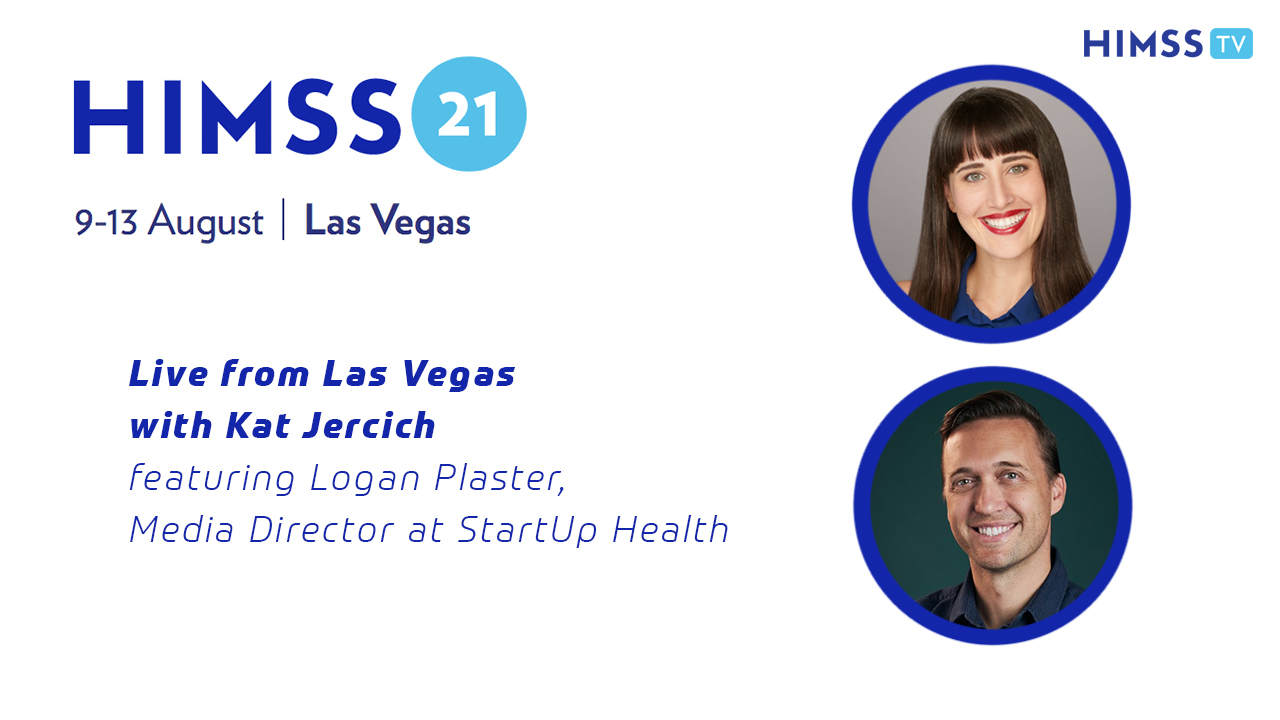 HIMSS TV
HIMSS 21
9-13 August | Las Vegas
Live from Las Vegas
with Kat Jercich
featuring Logan Plaster,
Media Director at StartUp Health